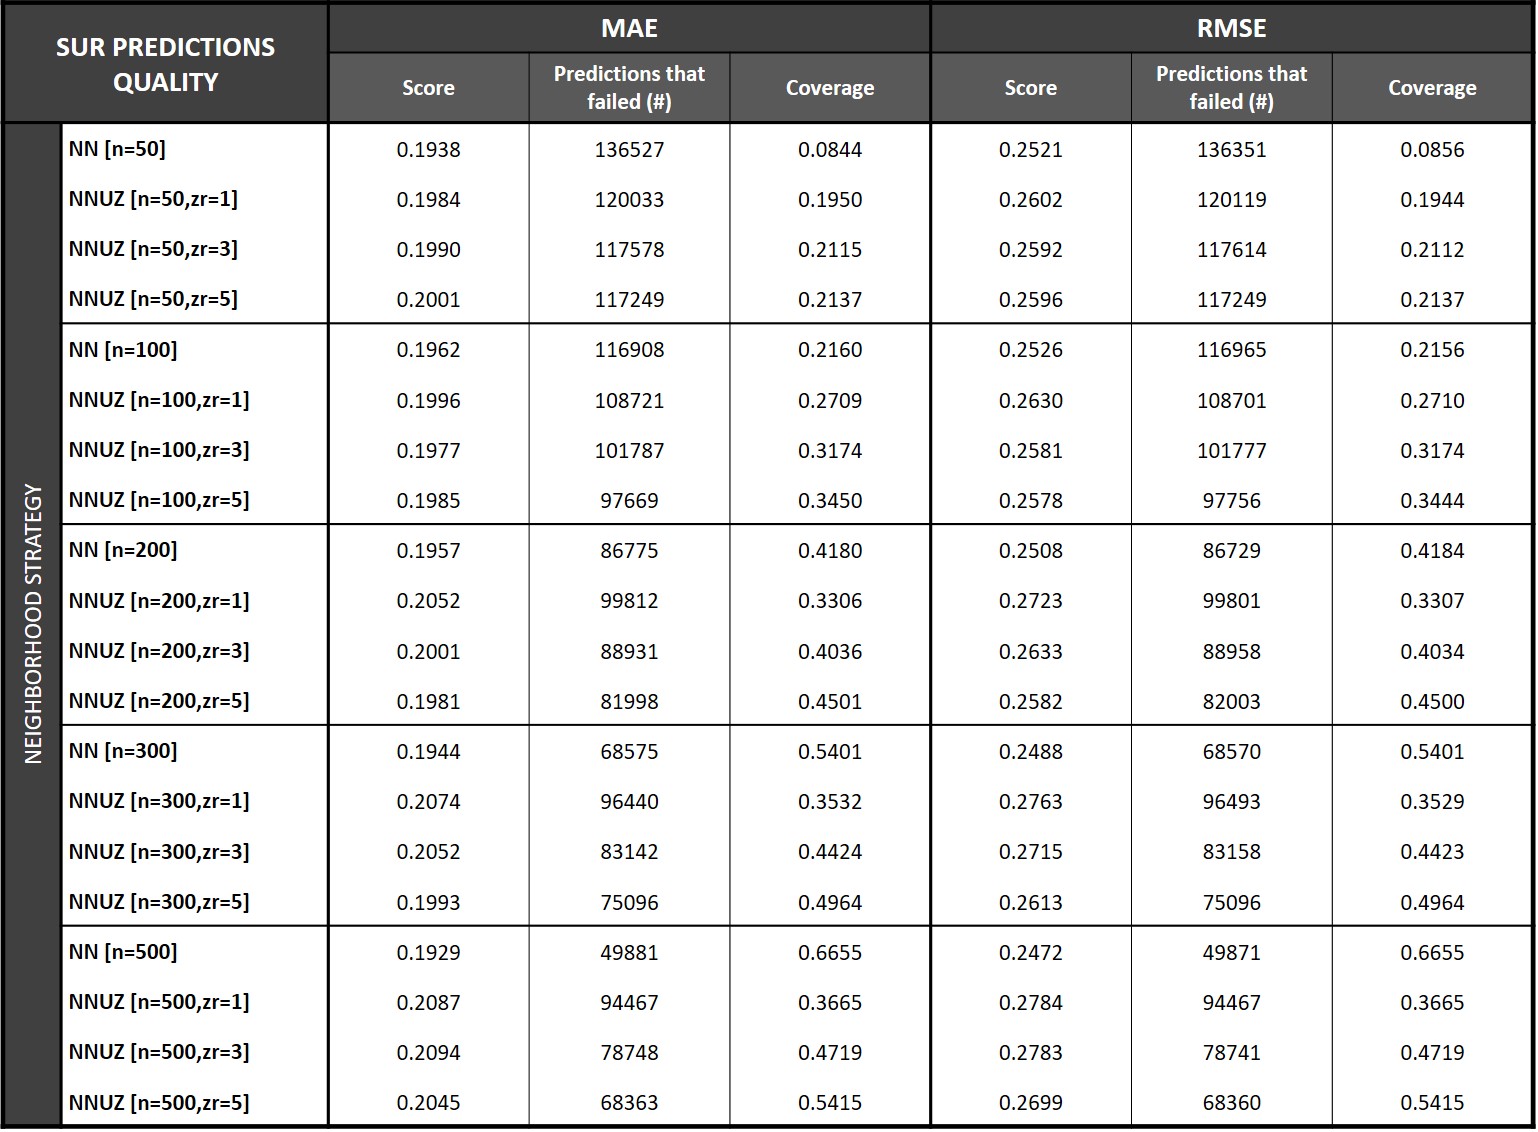 SUR PREDICTIONS
QUALITY
MAE
RMSE
Score
Predictions that
failed (#)
Coverage
Score
Predictions that
failed (#)
Coverage
NEIGHBORHOOD STRATEGY
NN [n=50] 0.1938 136527 0.0844 0.2521 136351 0.0856
NNUZ [n=50,zr=1] 0.1984 120033 0.1950 0.2602 120119 0.1944
NNUZ [n=50,zr=3] 0.1990 117578 0.2115 0.2592 117614 0.2112
NNUZ [n=50,zr=5] 0.2001 117249 0.2137 0.2596 117249 0.2137
NN [n=100] 0.1962 116908 0.2160 0.2526 116965 0.2156
NNUZ [n=100,zr=1] 0.1996 108721 0.2709 0.2630 108701 0.2710
NNUZ [n=100,zr=3] 0.1977 101787 0.3174 0.2581 101777 0.3174
NNUZ [n=100,zr=5] 0.1985 97669 0.3450 0.2578 97756 0.3444
NN [n=200] 0.1957 86775 0.4180 0.2508 86729 0.4184
NNUZ [n=200,zr=1] 0.2052 99812 0.3306 0.2723 99801 0.3307
NNUZ [n=200,zr=3] 0.2001 88931 0.4036 0.2633 88958 0.4034
NNUZ [n=200,zr=5] 0.1981 81998 0.4501 0.2582 82003 0.4500
NN [n=300] 0.1944 68575 0.5401 0.2488 68570 0.5401
NNUZ [n=300,zr=1] 0.2074 96440 0.3532 0.2763 96493 0.3529
NNUZ [n=300,zr=3] 0.2052 83142 0.4424 0.2715 83158 0.4423
NNUZ [n=300,zr=5] 0.1993 75096 0.4964 0.2613 75096 0.4964
NN [n=500] 0.1929 49881 0.6655 0.2472 49871 0.6655
NNUZ [n=500,zr=1] 0.2087 94467 0.3665 0.2784 94467 0.3665
NNUZ [n=500,zr=3] 0.2094 78748 0.4719 0.2783 78741 0.4719
NNUZ [n=500,zr=5] 0.2045 68363 0.5415 0.2699 68360 0.5415